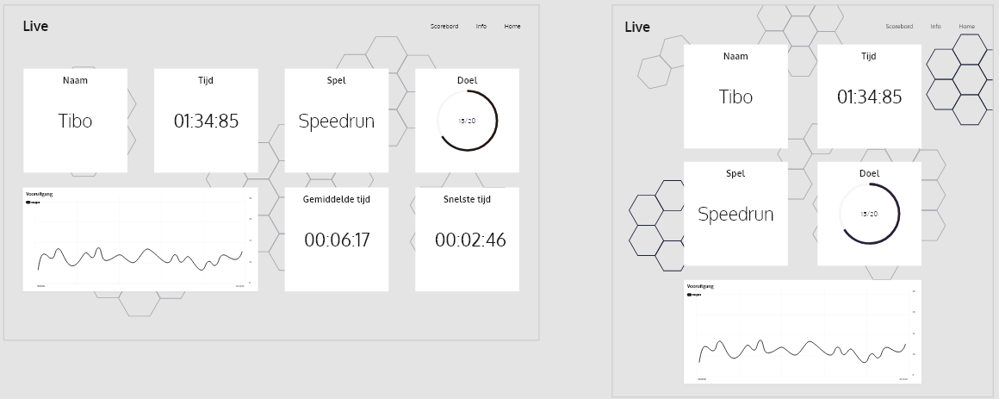 Live
Scorebord Info Home
Naam
Tibo
Tijd
01:34:85
Spel
Speedrun
Doel
15/20
Vooruitgang
Gemiddelde tijd
00:06:17
Snelste tijd
00:02:46
Live
Scorebord Info Home
Naam
Tibo
Tijd
01:34:85
Spel
Speedrun
Doel
15/20
Vooruitgang